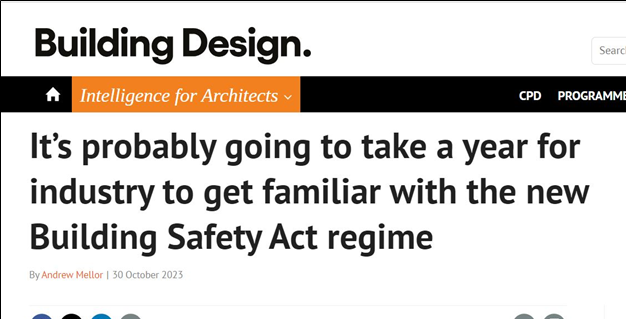 Building Design.
Searc
Intelligence for Architects
CPD PROGRAMME
It's probably going to take a year for
industry to get familiar with the new
Building Safety Act regime
By Andrew Mellor | 30 October 2023